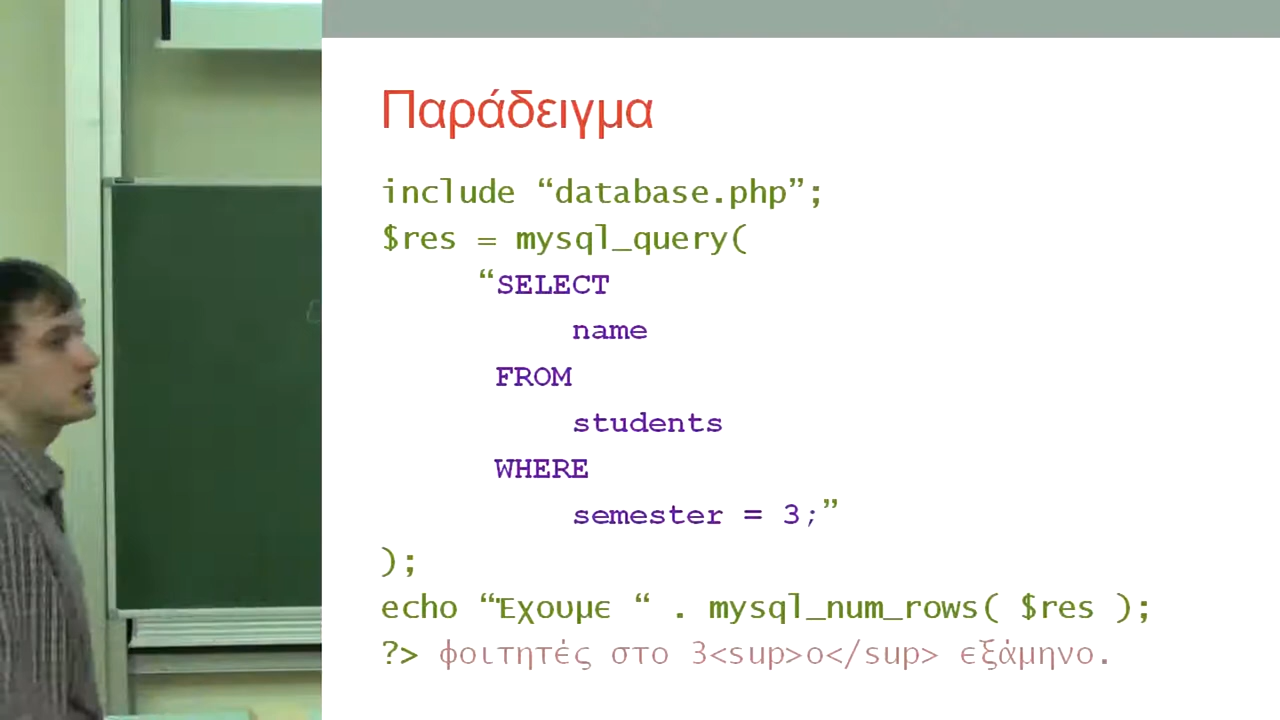 Παράδειγμα
include “database.php”;
$res = mysql_query(
“SELECT
name
FROM
students
WHERE
semester = 3;”
);
echo “Έχουμε “ . mysql_num_rows( $res );
?> φοιτητές στο 3<sup>ο</sup> εξάμηνο.